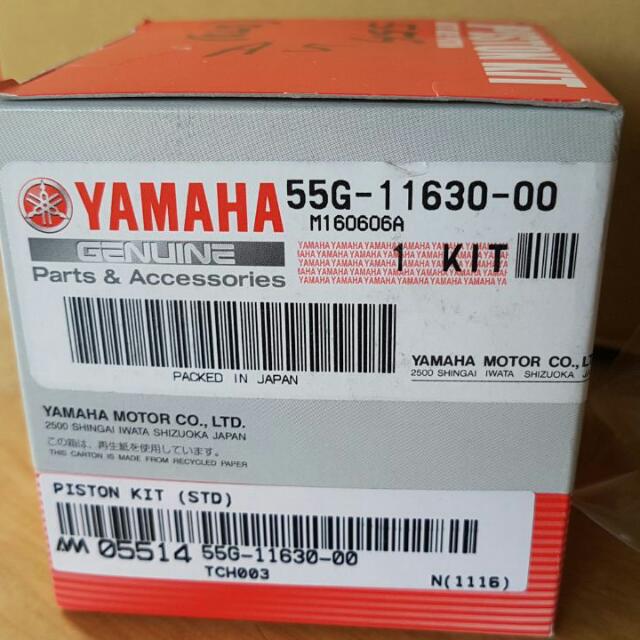 PISTON KIT
YAMAHA
55G-11630-00
M160606A
GENUINE
Parts & Accessories
1 KIT
PACKED IN JAPAN
YAMAHA MOTOR CO., LTD.
2500 SHINGAI IWATA SHIZUOKA JAPAN
この箱は、再生紙を使用しています。
THIS CARTON IS MADE FROM RECYCLED PAPER
YAMAHA MOTOR CO., L
2500 SHINGAI IWATA SHIZUOKA
PISTON KIT (STD)
AM 05514 55G-11630-00
TCH003
N(1116)